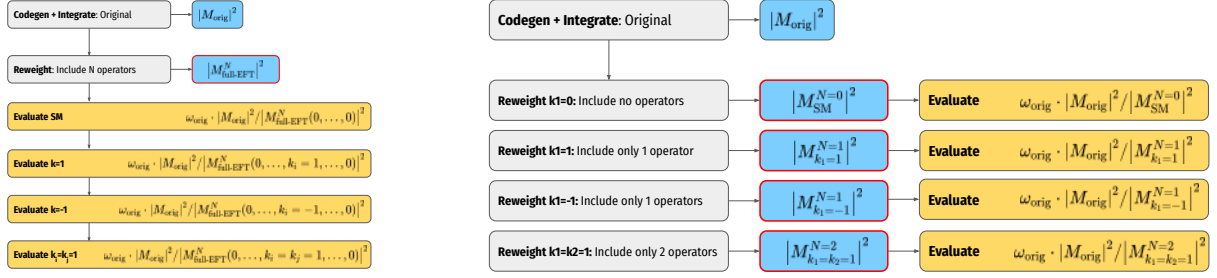 Codegen + Integrate: Original
|M_orig|^2
Reweight: Include N operators
|M^N_full-EFT|^2
Evaluate SM ω_orig · |M_orig|^2/|M^N_full-EFT(0, …, 0)|^2
Evaluate k=1 ω_orig · |M_orig|^2/|M^N_full-EFT(0, …, k_i = 1, …, 0)|^2
Evaluate k=-1 ω_orig · |M_orig|^2/|M^N_full-EFT(0, …, k_i = −1, …, 0)|^2
Evaluate k_i=k_j=1 ω_orig · |M_orig|^2/|M^N_full-EFT(0, …, k_i = k_j = 1, …, 0)|^2
Codegen + Integrate: Original
|M_orig|^2
Reweight k1=0: Include no operators
|M^{N=0}_SM|^2
Evaluate ω_orig · |M_orig|^2/|M^{N=0}_SM|^2
Reweight k1=1: Include only 1 operator
|M^{N=1}_{k_1=1}|^2
Evaluate ω_orig · |M_orig|^2/|M^{N=1}_{k_1=1}|^2
Reweight k1=-1: Include only 1 operators
|M^{N=1}_{k_1=−1}|^2
Evaluate ω_orig · |M_orig|^2/|M^{N=1}_{k_1=−1}|^2
Reweight k1=k2=1: Include only 2 operators
|M^{N=2}_{k_1=k_2=1}|^2
Evaluate ω_orig · |M_orig|^2/|M^{N=2}_{k_1=k_2=1}|^2